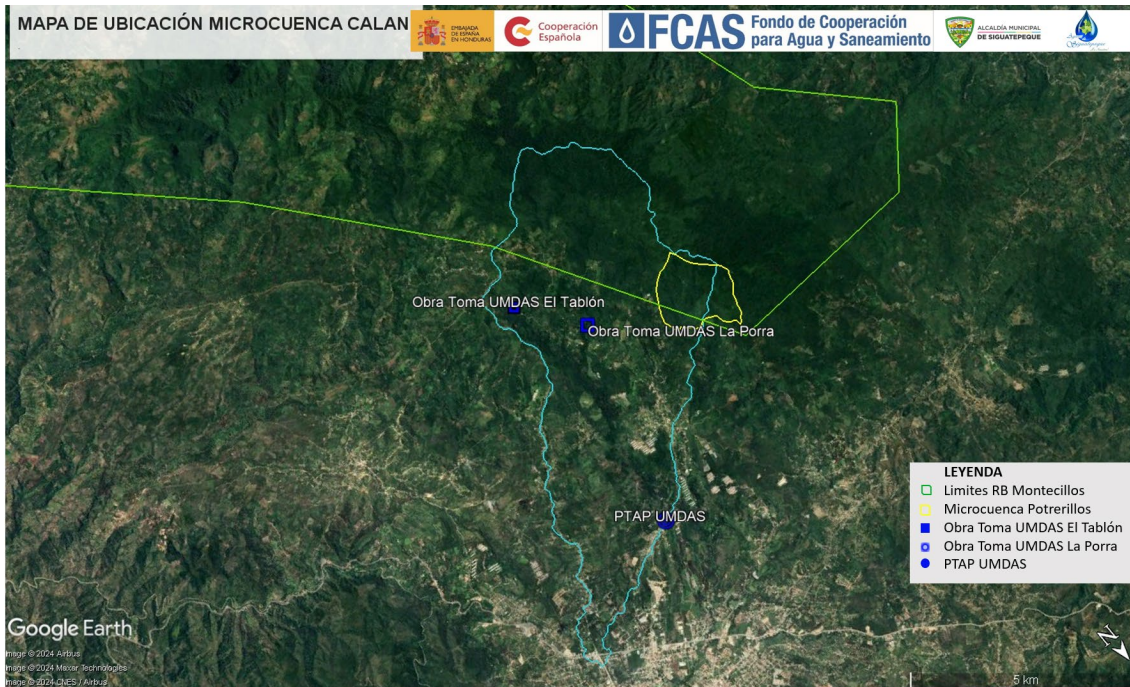 MAPA DE UBICACIÓN MICROCUENCA CALAN
EMBAJADA
DE ESPAÑA
EN HONDURAS
Cooperación
Española
FCAS
Fondo de Cooperación
para Agua y Saneamiento
ALCALDÍA MUNICIPAL
DE SIGUATEPEQUE
Obra Toma UMDAS El Tablón
Obra Toma UMDAS La Porra
PTAP UMDAS
LEYENDA
Limites RB Montecillos
Microcuenca Potrerillos
Obra Toma UMDAS El Tablón
Obra Toma UMDAS La Porra
PTAP UMDAS
Google Earth
Image © 2024 Airbus
Image © 2024 Maxar Technologies
Image © 2024 CNES / Airbus
5 km
N